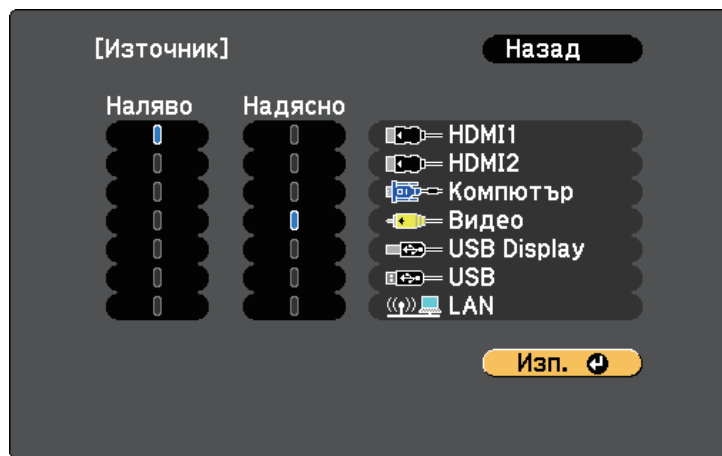 [Източник] Назад
Наляво Надясно
HDMI1
HDMI2
Компютър
Видео
USB Display
USB
LAN
Изп.